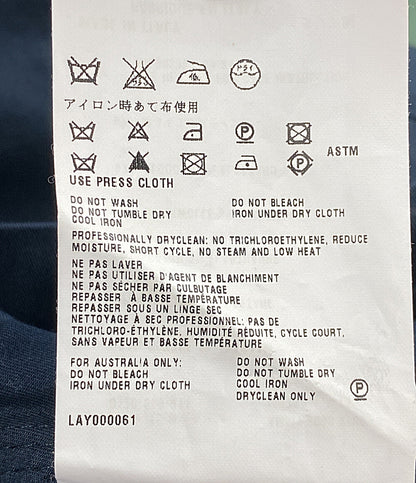 アイロン時あて布使用
P
ASTM
P
USE PRESS CLOTH
DO NOT WASH DO NOT BLEACH
DO NOT TUMBLE DRY IRON UNDER DRY CLOTH
COOL IRON
PROFESSIONALLY DRYCLEAN: NO TRICHLOROETHYLENE, REDUCE
MOISTURE, SHORT CYCLE, NO STEAM AND LOW HEAT
NE PAS LAVER
NE PAS UTILISER D'AGENT DE BLANCHIMENT
NE PAS SÉCHER PAR CULBUTAGE
REPASSER À BASSE TEMPÉRATURE
REPASSER SOUS UN LINGE SEC
NETTOYAGE À SEC PROFESSIONNEL: PAS DE
TRICHLORO-ÉTHYLÈNE, HUMIDITÉ RÉDUITE, CYCLE COURT,
SANS VAPEUR ET BASSE TEMPÉRATURE
FOR AUSTRALIA ONLY: DO NOT WASH
DO NOT BLEACH DO NOT TUMBLE DRY
IRON UNDER DRY CLOTH COOL IRON
DRYCLEAN ONLY P
LAY000061